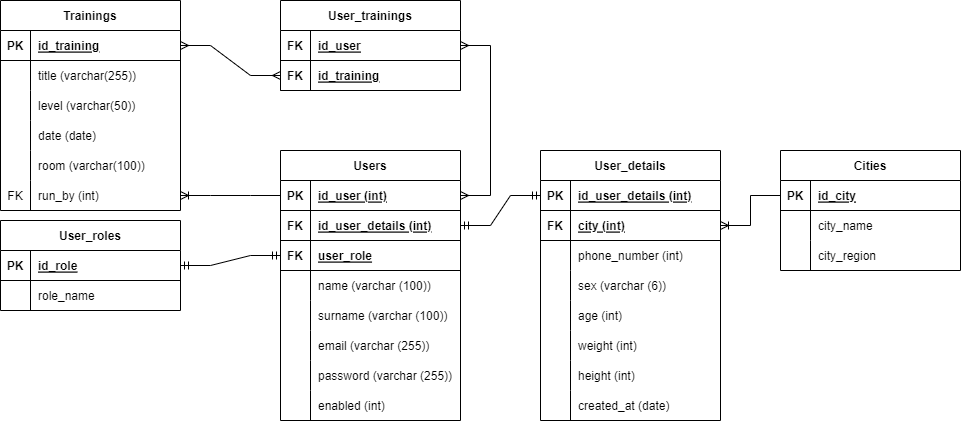 Trainings
PK id_training
title (varchar(255))
level (varchar(50))
date (date)
room (varchar(100))
FK run_by (int)
User_trainings
FK id_user
FK id_training
Users
PK id_user (int)
FK id_user_details (int)
FK user_role
name (varchar (100))
surname (varchar (100))
email (varchar (255))
password (varchar (255))
enabled (int)
User_details
PK id_user_details (int)
FK city (int)
phone_number (int)
sex (varchar (6))
age (int)
weight (int)
height (int)
created_at (date)
Cities
PK id_city
city_name
city_region
User_roles
PK id_role
role_name